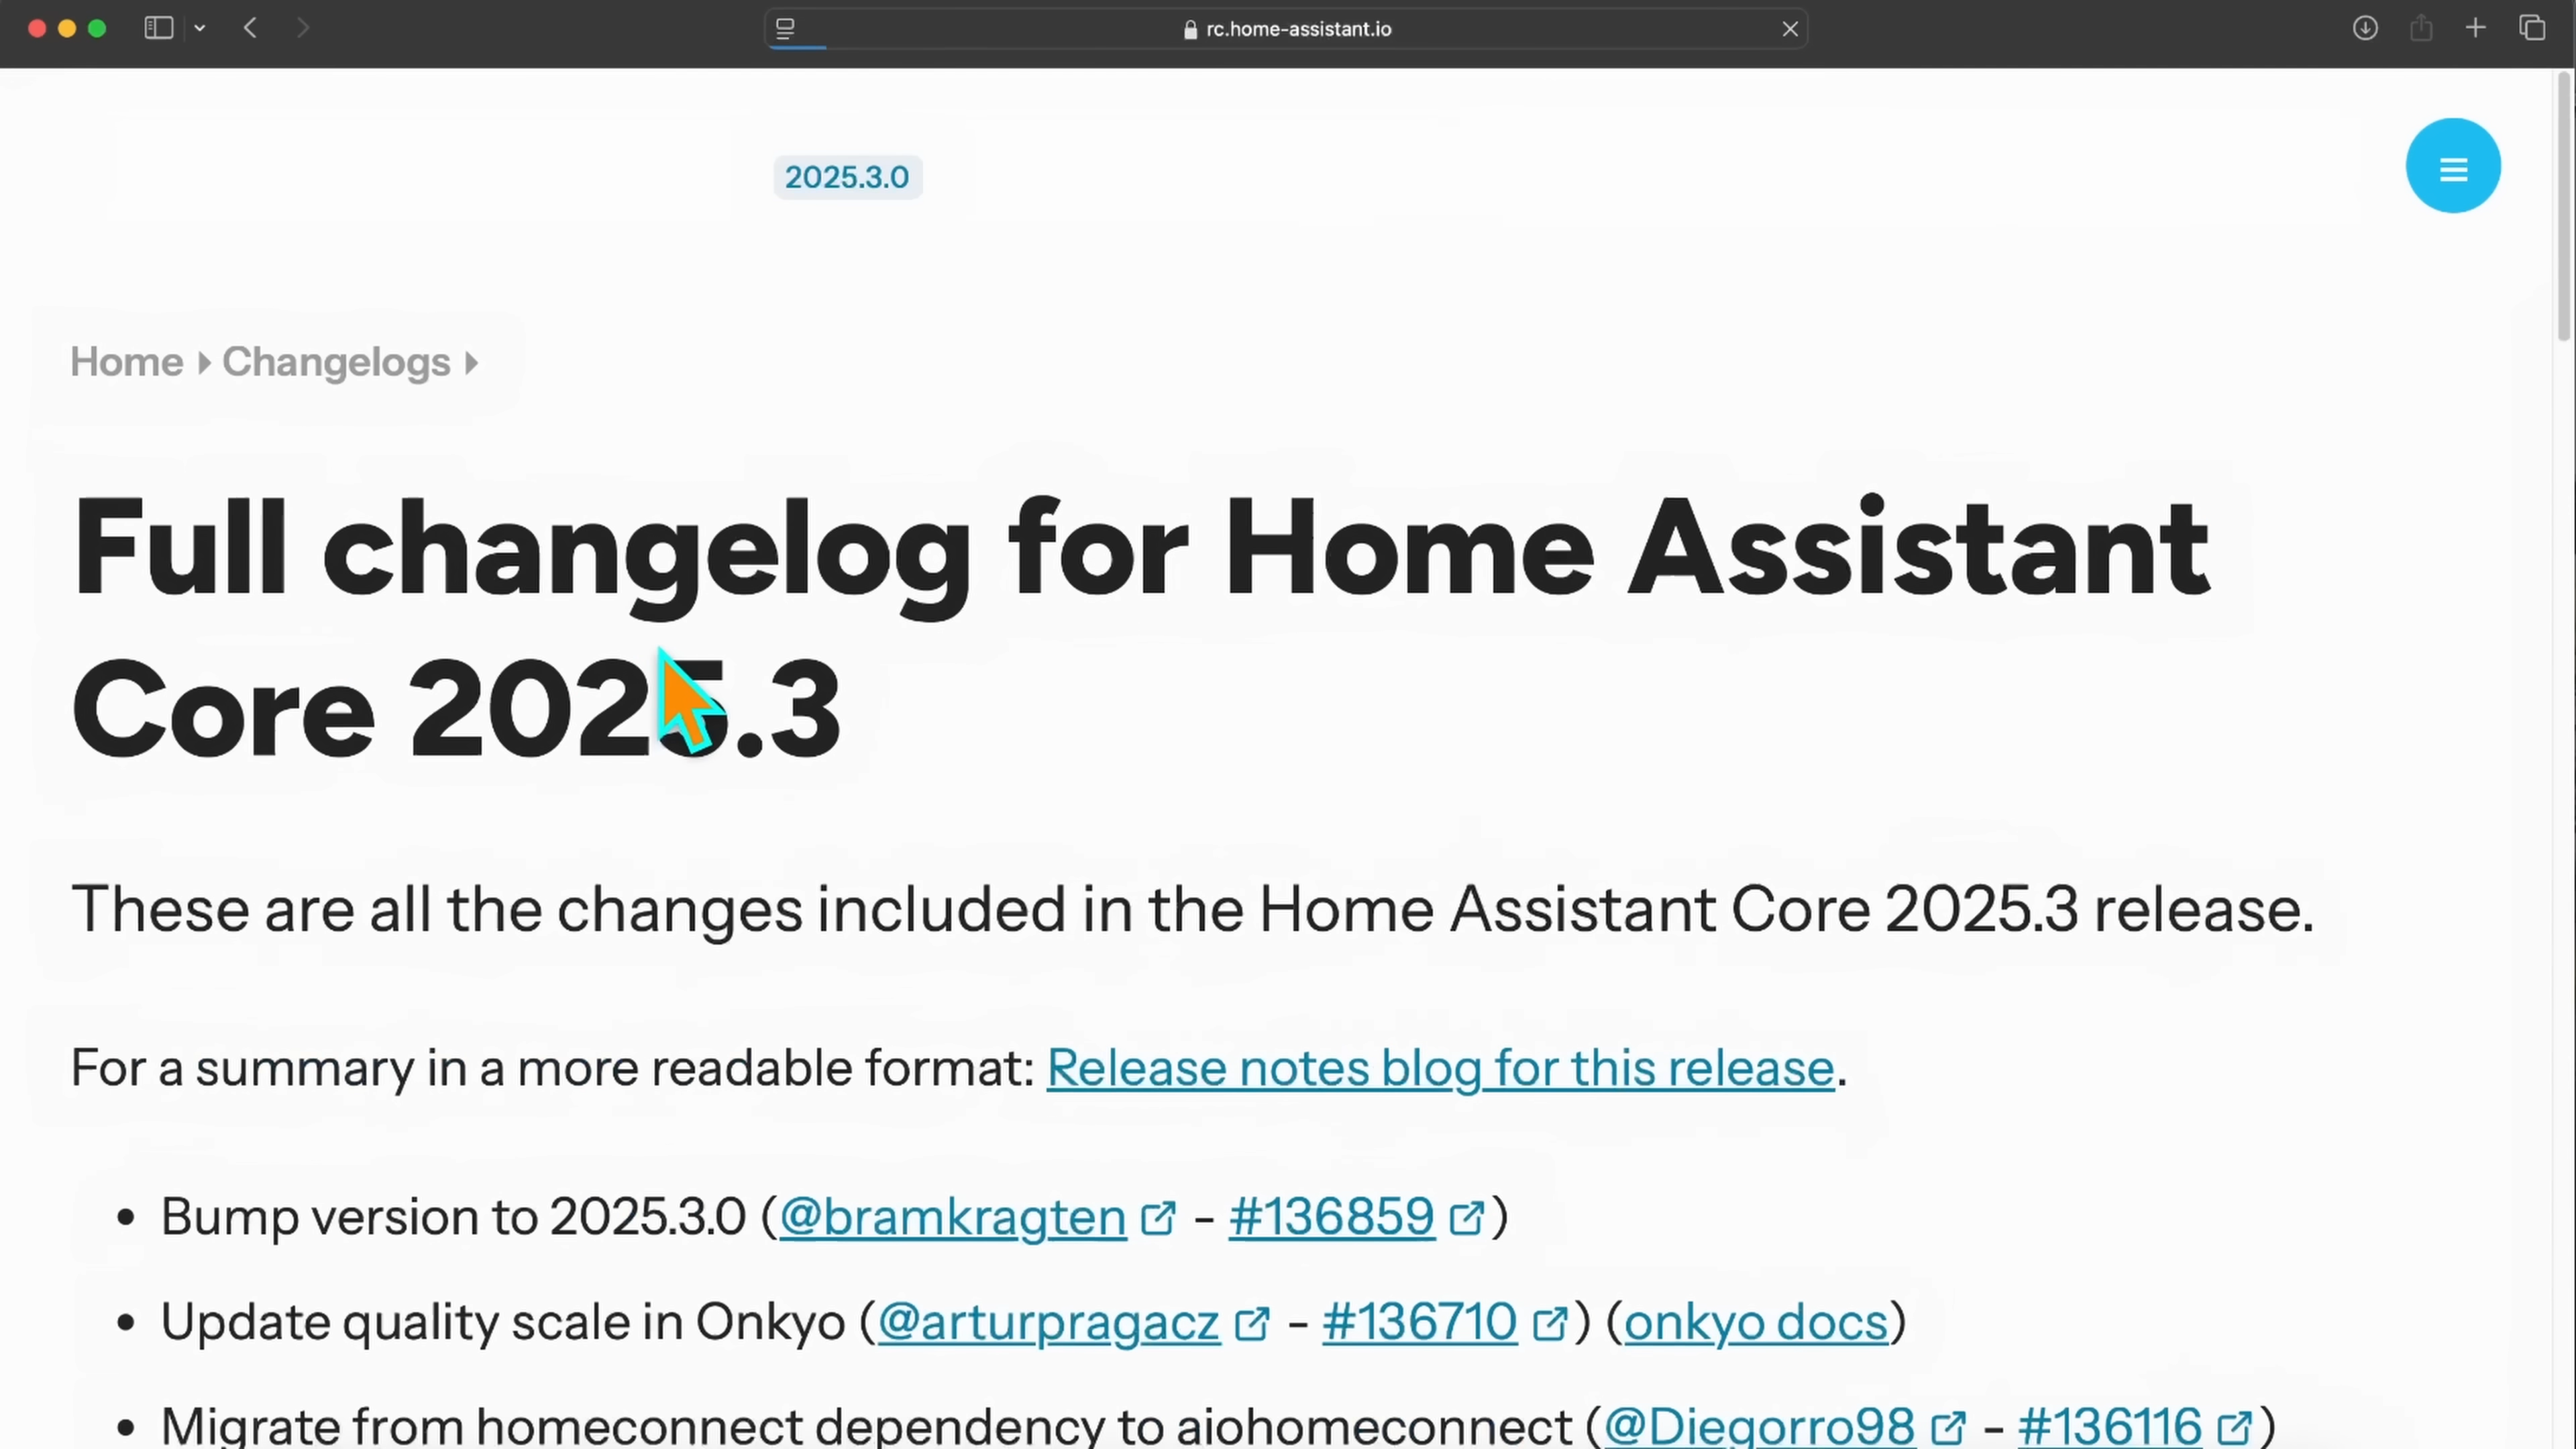 rc.home-assistant.io
2025.3.0
Home Changelogs
Full changelog for Home Assistant
Core 2025.3
These are all the changes included in the Home Assistant Core 2025.3 release.
For a summary in a more readable format: Release notes blog for this release.
• Bump version to 2025.3.0 (@bramkragten - #136859)
• Update quality scale in Onkyo (@arturpragacz - #136710) (onkyo docs)
• Migrate from homeconnect dependency to aiohomeconnect (@Diegorro98 - #136116)